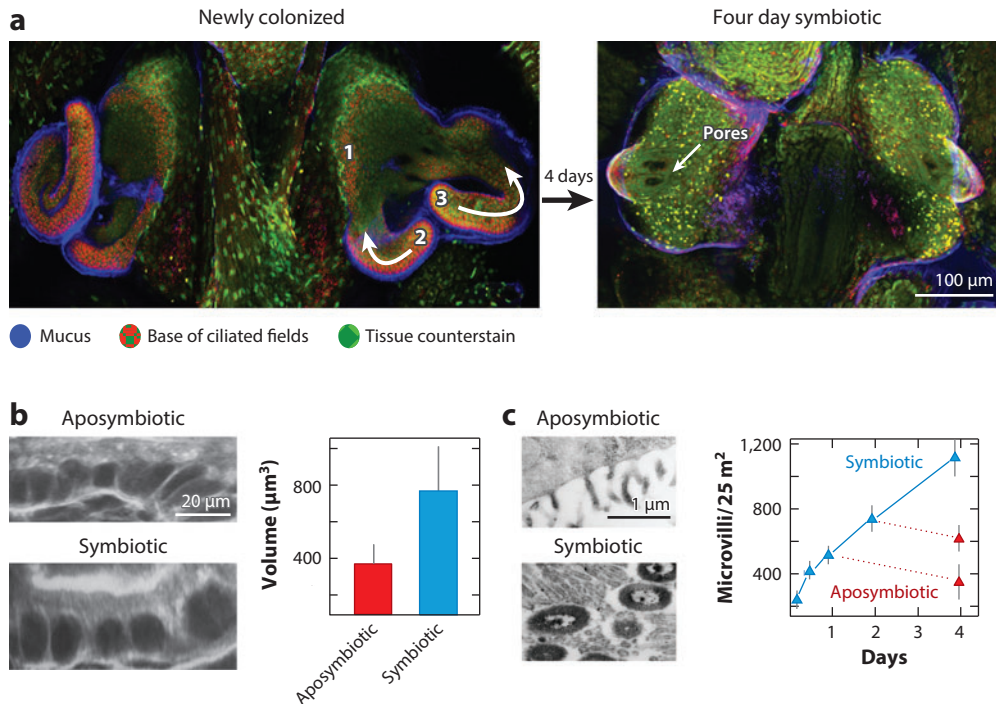 a
Newly colonized
Four day symbiotic
1
2
3
4 days
Pores
100 µm
Mucus
Base of ciliated fields
Tissue counterstain
b
Aposymbiotic
20 µm
Symbiotic
Volume (µm³)
800
400
Aposymbiotic
Symbiotic
c
Aposymbiotic
1 µm
Symbiotic
Microvilli/25 m²
1,200
800
400
Symbiotic
Aposymbiotic
1
2
3
4
Days